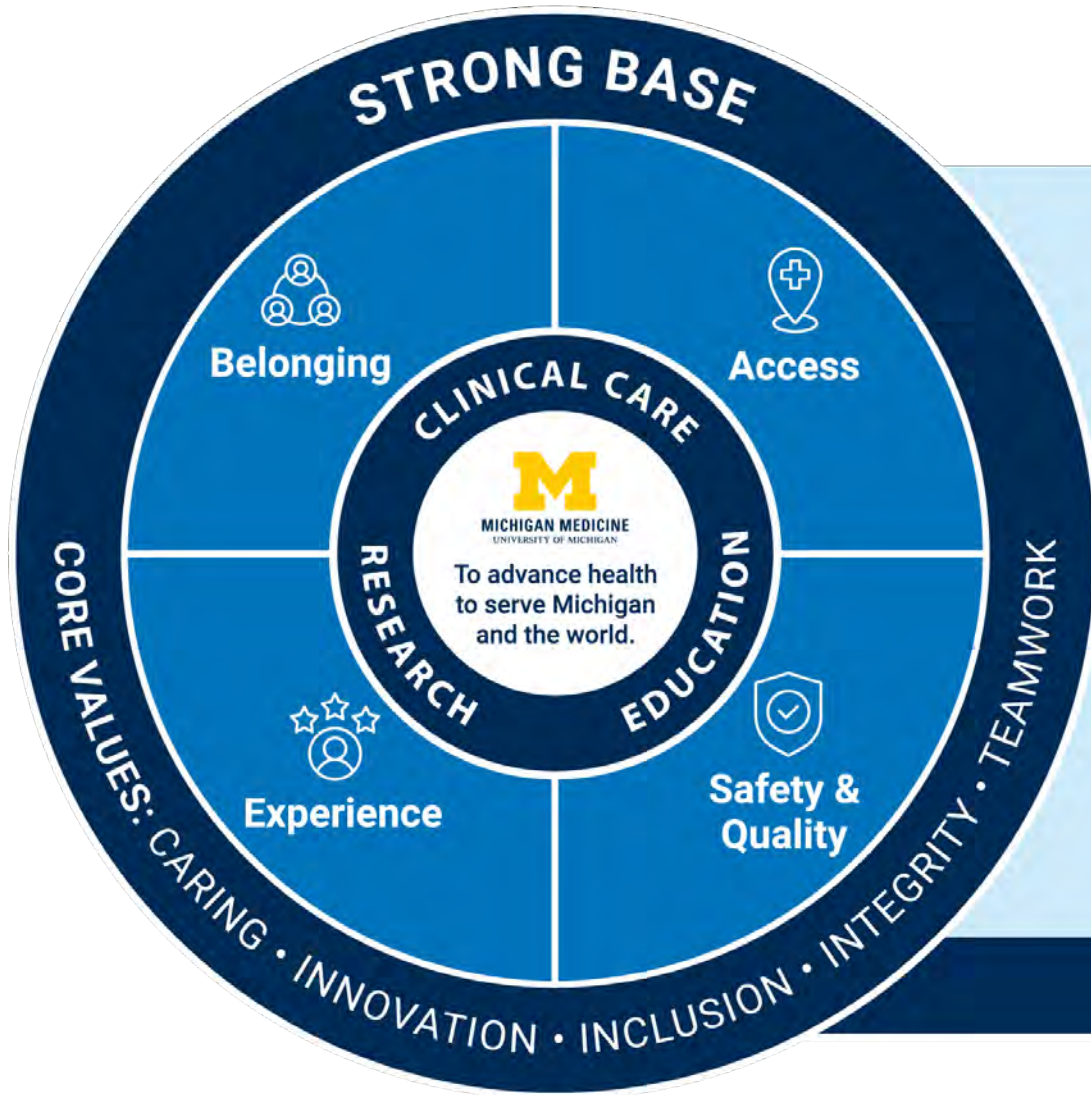 STRONG BASE
Belonging
Access
CLINICAL CARE
M
MICHIGAN MEDICINE
UNIVERSITY OF MICHIGAN
To advance health
to serve Michigan
and the world.
RESEARCH
EDUCATION
Experience
Safety &
Quality
CORE VALUES: CARING • INNOVATION • INCLUSION • INTEGRITY • TEAMWORK